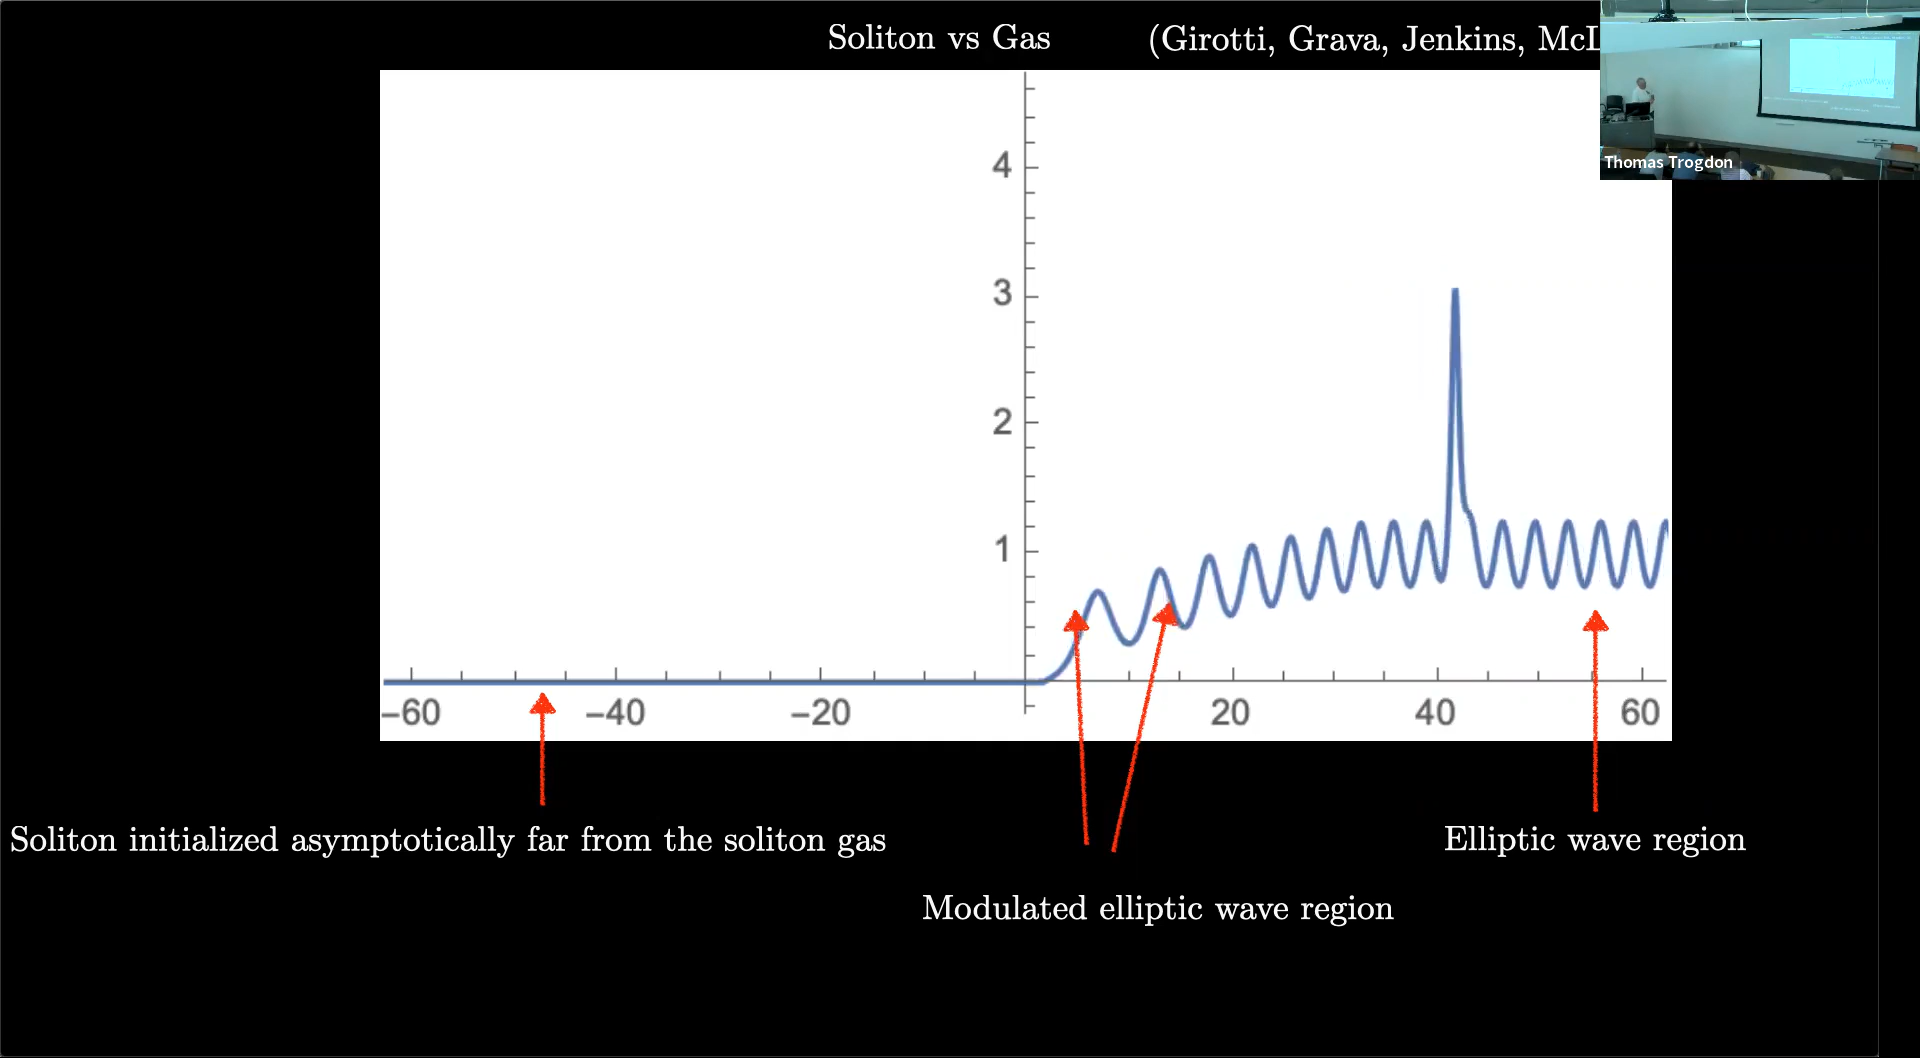 Soliton vs Gas (Girotti, Grava, Jenkins,
Thomas Trogdon
4
3
2
1
−60 −40 −20 20 40 60
Soliton initialized asymptotically far from the soliton gas
Elliptic wave region
Modulated elliptic wave region